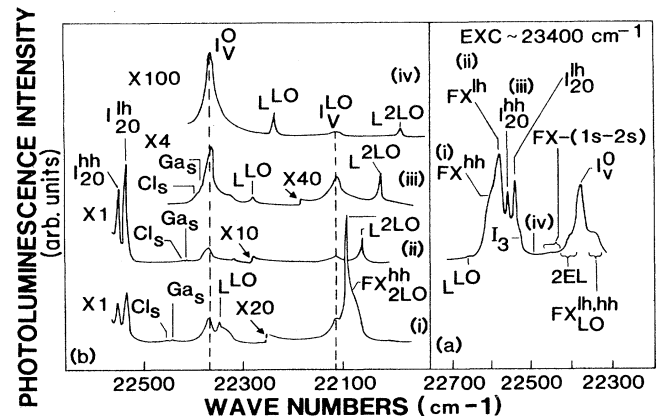 PHOTOLUMINESCENCE INTENSITY
(arb. units)
I_V^O
X100
(iv)
L^LO
I_V^LO
L^2LO
I_20^lh
I_20^hh
X4
Ga_S
Cl_S
L^LO
X40
L^2LO
(iii)
X1
Ga_S
Cl_S
X10
L^2LO
(ii)
X1
Ga_S
Cl_S
L^LO
X20
FX_2LO^hh
(i)
(b)
EXC ~ 23400 cm^-1
(ii)
FX^lh
I_20^hh
(iii)
I_20^lh
FX-(1s-2s)
(i)
FX^hh
I_V^O
I_3
(iv)
L^LO
2EL
FX_LO^lh,hh
(a)
22500 22300 22100 22700 22500 22300
WAVE NUMBERS (cm-1)